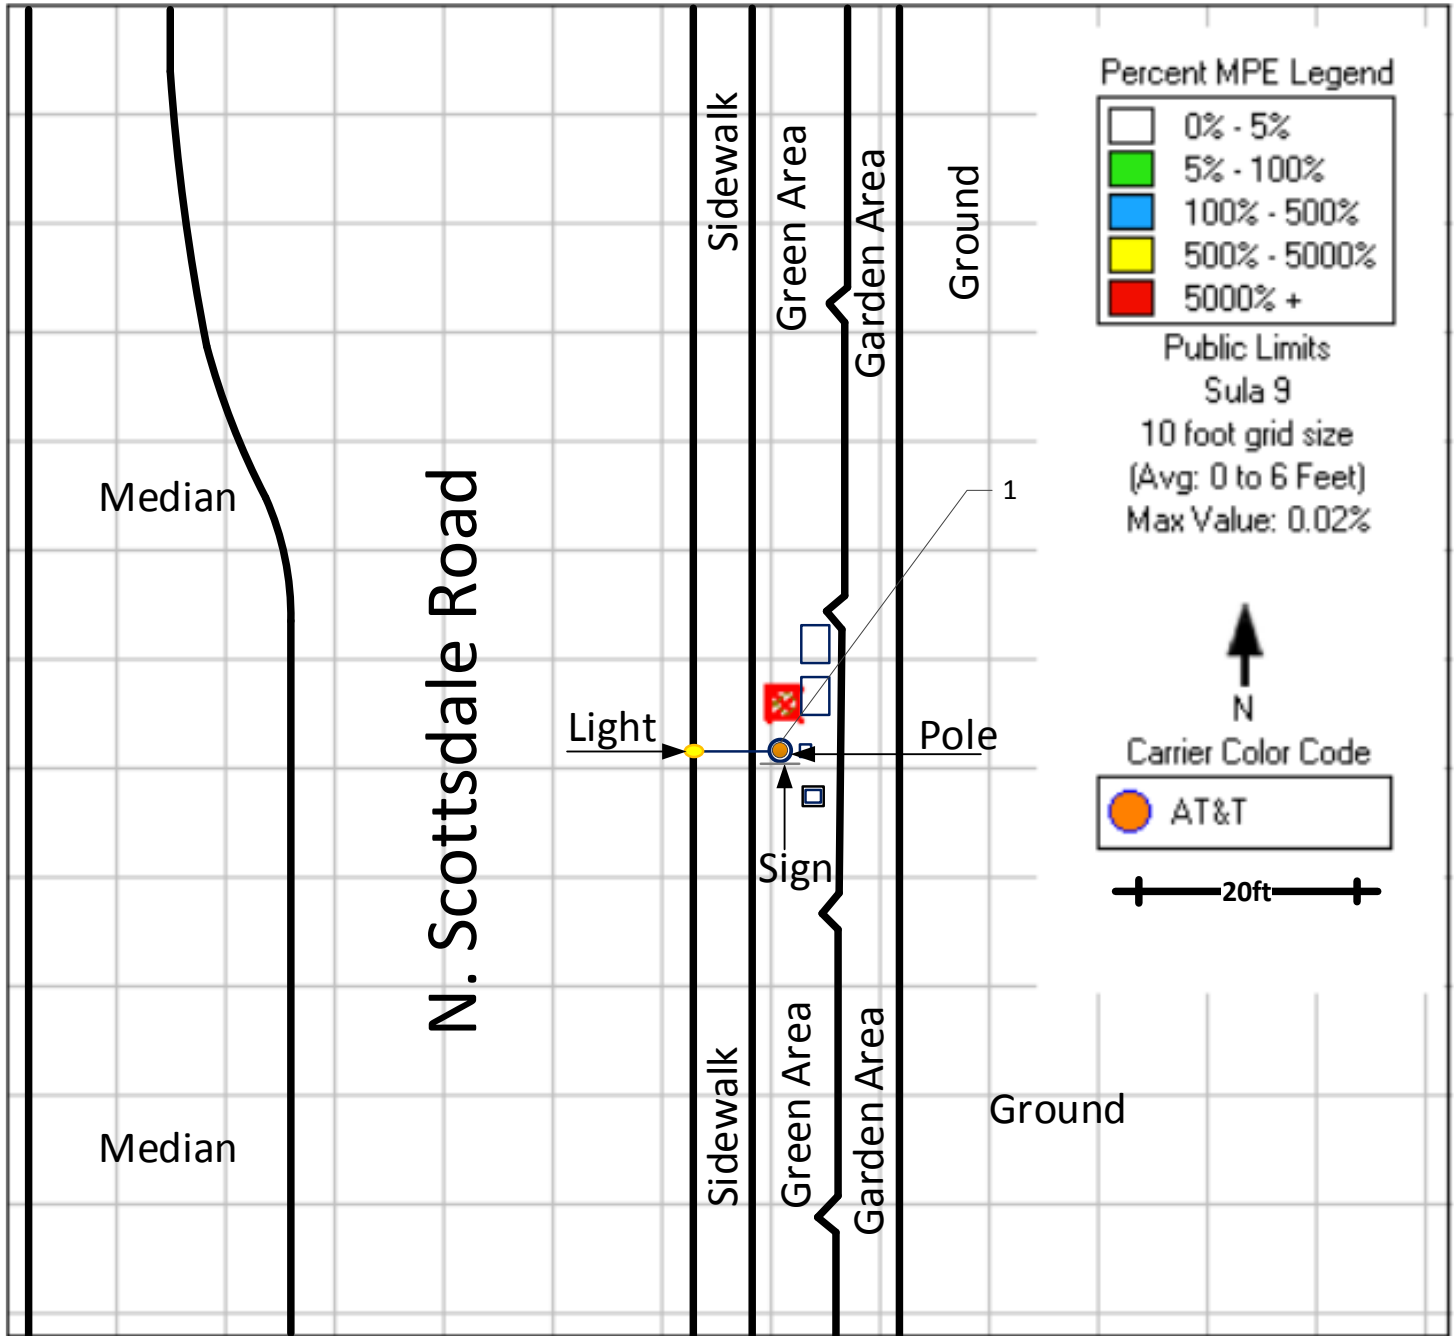 Sidewalk
Green Area
Garden Area
Ground
Percent MPE Legend
0% - 5%
5% - 100%
100% - 500%
500% - 5000%
5000% +
Public Limits
Sula 9
10 foot grid size
(Avg: 0 to 6 Feet)
Max Value: 0.02%
Median
N. Scottsdale Road
1
Light
Pole
Sign
N
Carrier Color Code
AT&T
20ft
Median
Sidewalk
Green Area
Garden Area
Ground